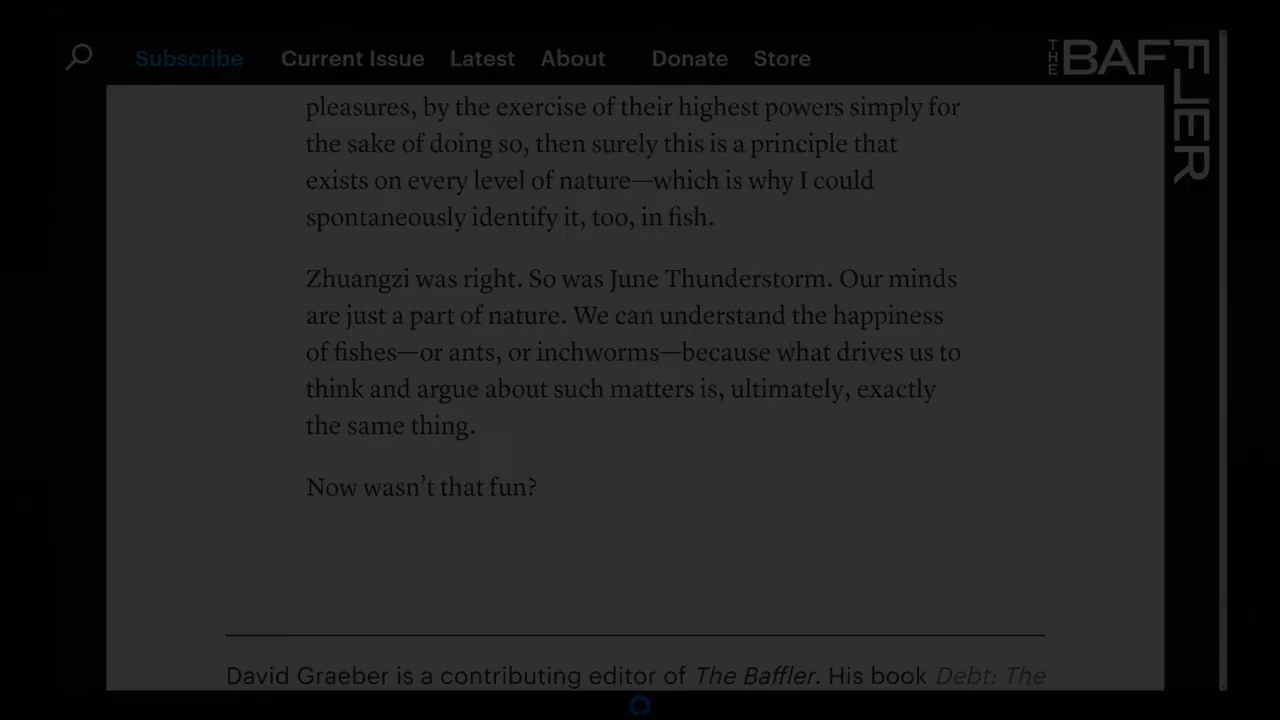 Subscribe Current Issue Latest About Donate Store
THE BAFFLER
pleasures, by the exercise of their highest powers simply for
the sake of doing so, then surely this is a principle that
exists on every level of nature—which is why I could
spontaneously identify it, too, in fish.
Zhuangzi was right. So was June Thunderstorm. Our minds
are just a part of nature. We can understand the happiness
of fishes—or ants, or inchworms—because what drives us to
think and argue about such matters is, ultimately, exactly
the same thing.
Now wasn’t that fun?
David Graeber is a contributing editor of The Baffler. His book Debt: The